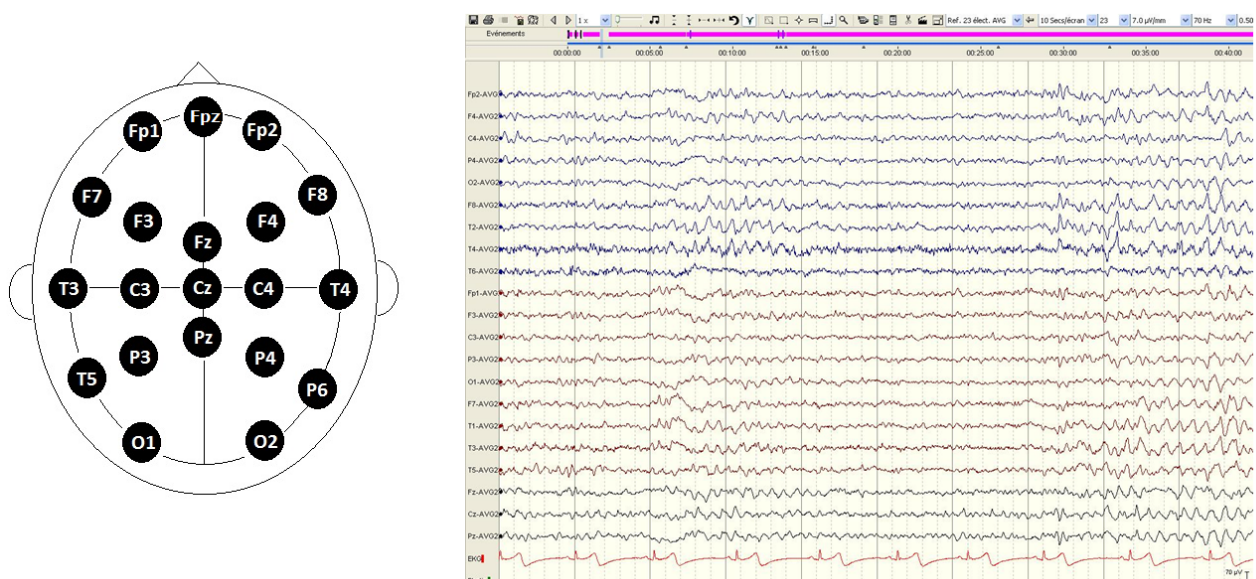 Fpz
Fp1
Fp2
F7
F8
F3
F4
Fz
T3
C3
Cz
C4
T4
Pz
P3
P4
T5
P6
O1
O2
1 x
Ref. 23 élect. AVG
10 Secs/écran
23
7.0 µV/mm
70 Hz
0.50
Evénements
00:00:00
00:05:00
00:10:00
00:15:00
00:20:00
00:25:00
00:30:00
00:35:00
00:40:00
Fp2-AVG
F4-AVG2
C4-AVG2
P4-AVG2
O2-AVG2
F8-AVG2
T2-AVG2
T4-AVG2
T6-AVG2
Fp1-AVG
F3-AVG2
C3-AVG2
P3-AVG2
O1-AVG2
F7-AVG2
T1-AVG2
T3-AVG2
T5-AVG2
Fz-AVG2
Cz-AVG2
Pz-AVG2
EKG
70 µV